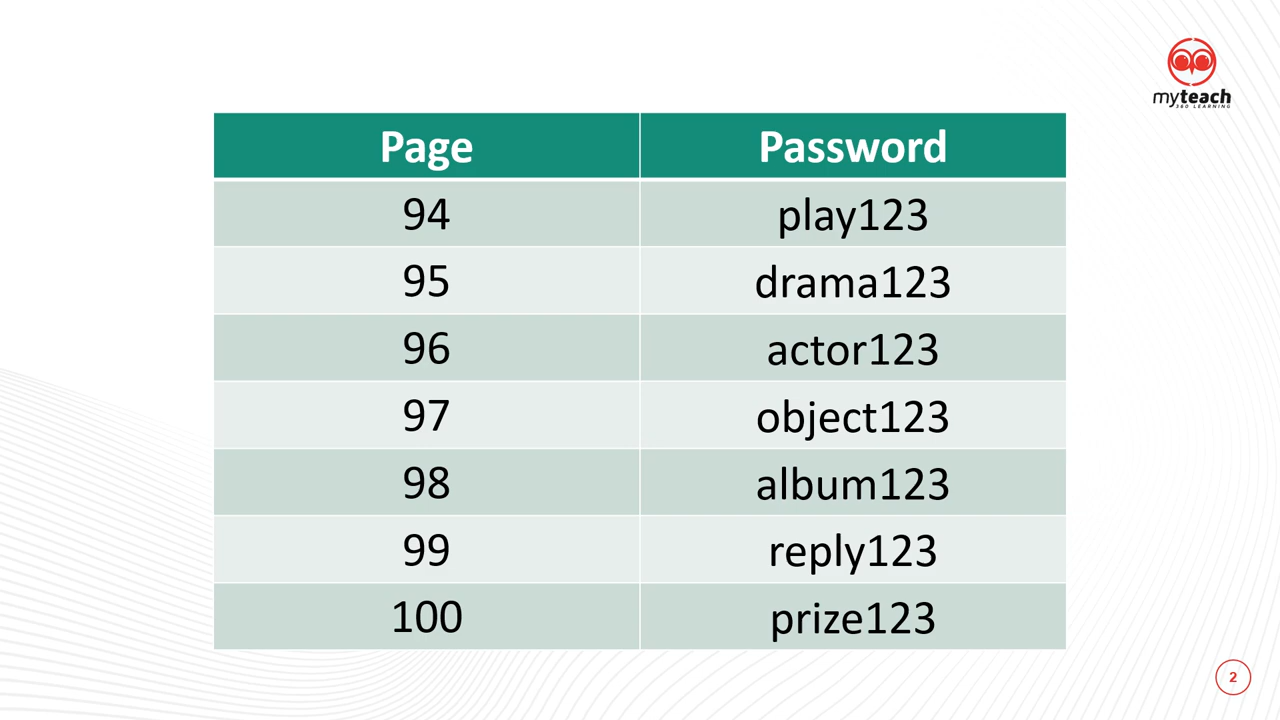 myteach
360 LEARNING
Page Password
94 play123
95 drama123
96 actor123
97 object123
98 album123
99 reply123
100 prize123
2